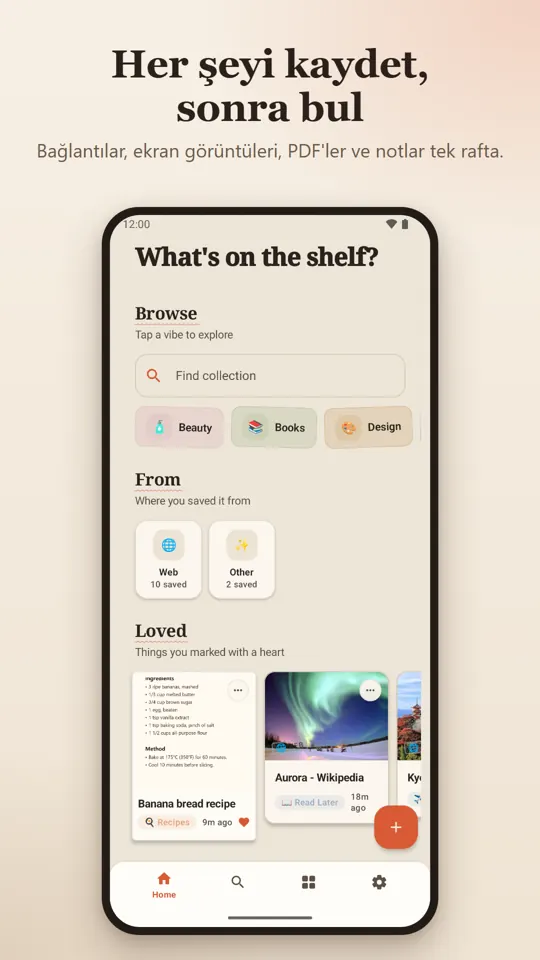 Her şeyi kaydet,
sonra bul
Bağlantılar, ekran görüntüleri, PDF'ler ve notlar tek rafta.
12:00
What's on the shelf?
Browse
Tap a vibe to explore
Find collection
Beauty
Books
Design
From
Where you saved it from
Web
10 saved
Other
2 saved
Loved
Things you marked with a heart
Ingredients
• 3 ripe bananas, mashed
• 1/3 cup melted butter
• 3/4 cup brown sugar
• 1 egg, beaten
• 1 tsp vanilla extract
• 1 tsp baking soda, pinch of salt
• 1 1/2 cups all purpose flour
Method
• Bake at 175°C (350°F) for 60 minutes.
• Cool 10 minutes before slicing.
Banana bread recipe
Recipes
9m ago
Aurora - Wikipedia
Read Later
18m
ago
Kyo
Home